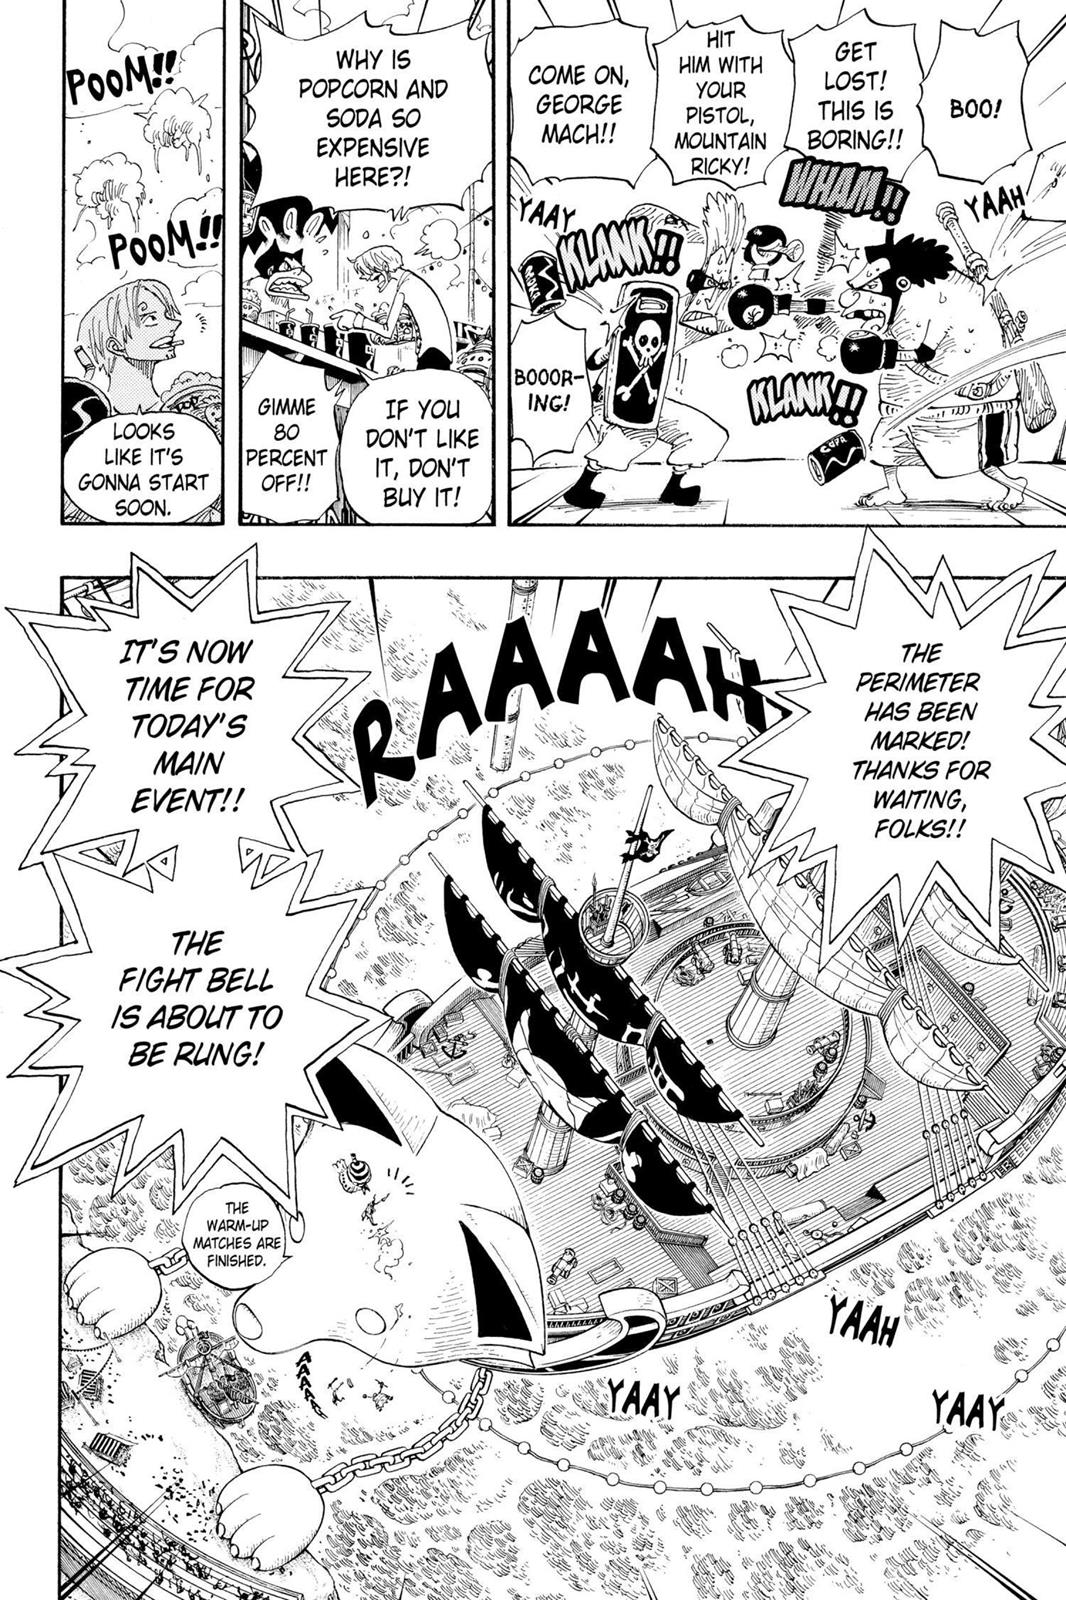 BOO!
GET
LOST!
THIS IS
BORING!!
HIT
HIM WITH
YOUR
PISTOL,
MOUNTAIN
RICKY!
COME ON,
GEORGE
MACH!!
YAAH
WHAM!!
YAAY
KLANK!!
BOOOR-
ING!
KLANK!!
WHY IS
POPCORN AND
SODA SO
EXPENSIVE
HERE?!
IF YOU
DON'T LIKE
IT, DON'T
BUY IT!
GIMME
80
PERCENT
OFF!!
POOM!!
POOM!!
LOOKS
LIKE IT'S
GONNA START
SOON.
THE
PERIMETER
HAS BEEN
MARKED!
THANKS FOR
WAITING,
FOLKS!!
RAAAAH
IT'S NOW
TIME FOR
TODAY'S
MAIN
EVENT!!
THE
FIGHT BELL
IS ABOUT TO
BE RUNG!
THE
WARM-UP
MATCHES ARE
FINISHED.
AAAAA
YAAH
YAAY
YAAY